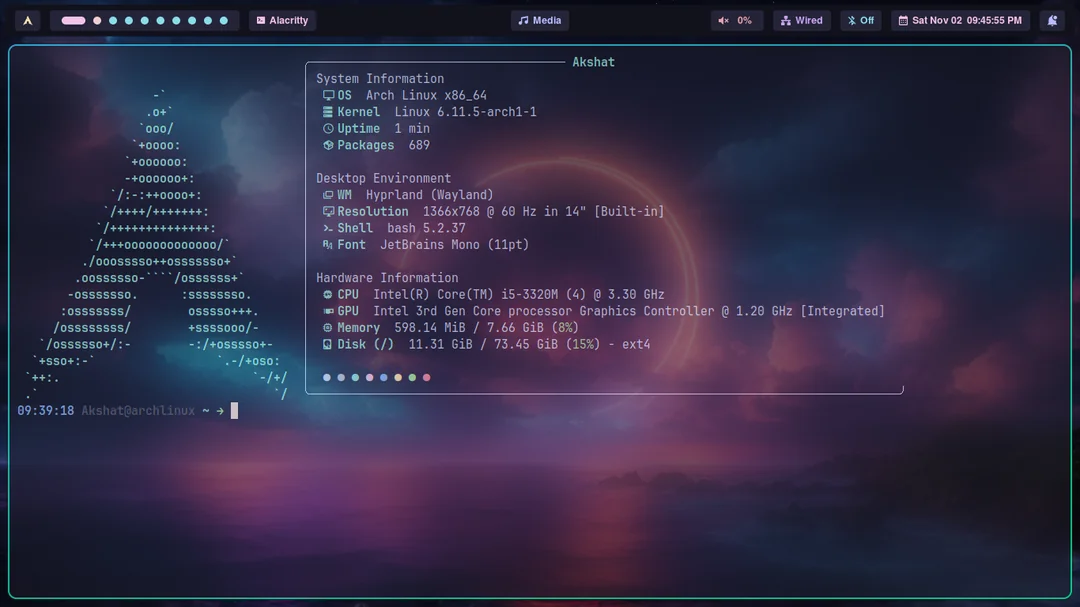 Alacritty
Media
0%
Wired
Off
Sat Nov 02 09:45:55 PM
Akshat
System Information
OS Arch Linux x86_64
Kernel Linux 6.11.5-arch1-1
Uptime 1 min
Packages 689
Desktop Environment
WM Hyprland (Wayland)
Resolution 1366x768 @ 60 Hz in 14" [Built-in]
Shell bash 5.2.37
Font JetBrains Mono (11pt)
Hardware Information
CPU Intel(R) Core(TM) i5-3320M (4) @ 3.30 GHz
GPU Intel 3rd Gen Core processor Graphics Controller @ 1.20 GHz [Integrated]
Memory 598.14 MiB / 7.66 GiB (8%)
Disk (/) 11.31 GiB / 73.45 GiB (15%) - ext4
-`
.o+`
`ooo/
`+oooo:
`+oooooo:
-+oooooo+:
`/:-:++oooo+:
`/++++/+++++++:
`/++++++++++++++:
`/+++ooooooooooooo/`
./ooosssso++osssssso+`
.oossssso-````/ossssss+`
-osssssso. :ssssssso.
:osssssss/ osssso+++.
/ossssssss/ +ssssooo/-
`/ossssso+/:- -:/+osssso+-
`+sso+:-` `.-/+oso:
`++:. `-/+/
.` `/
09:39:18 Akshat@archlinux ~ →